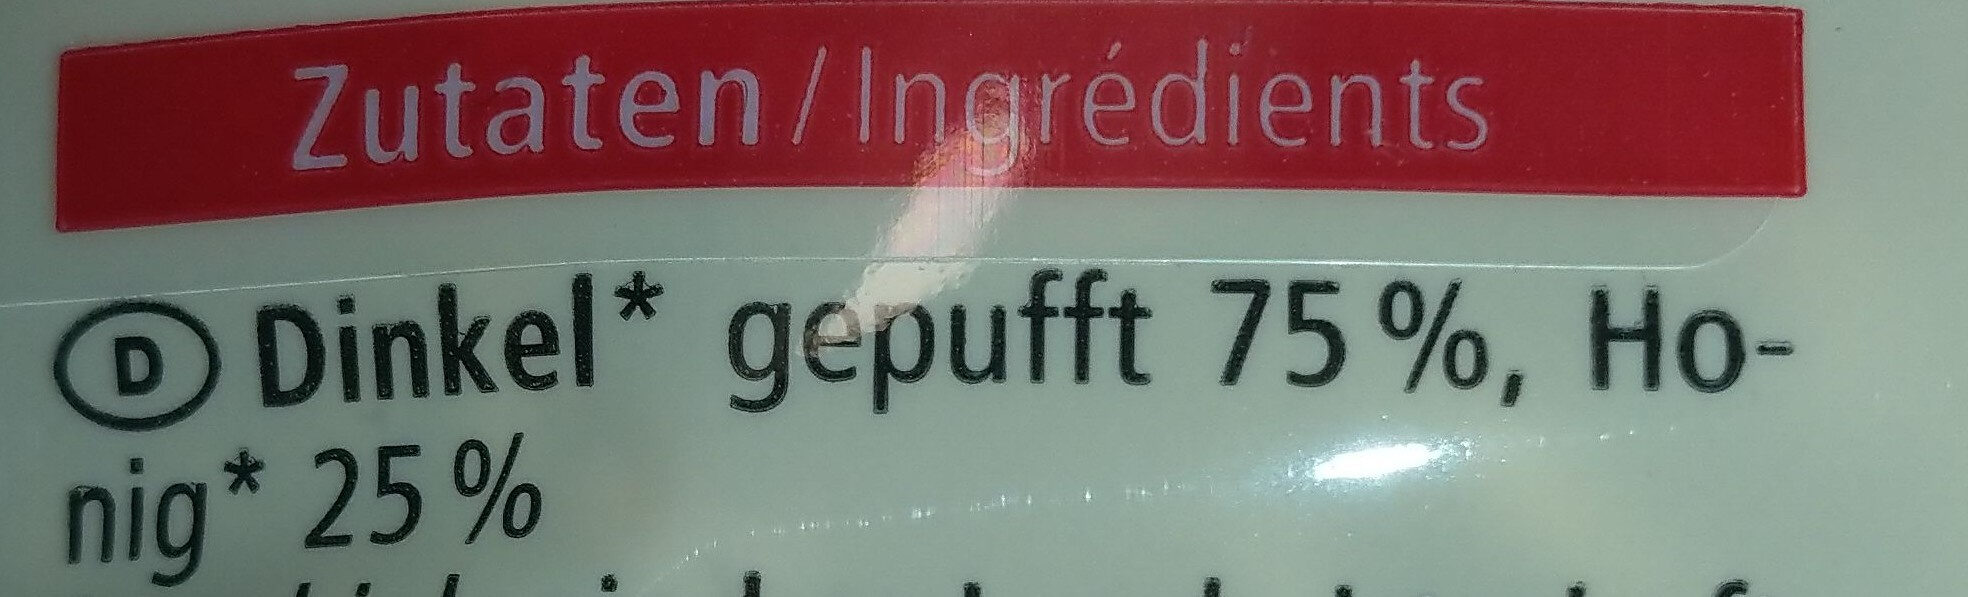 Zutaten / Ingrédients
D Dinkel* gepufft 75 %, Ho-
nig* 25 %